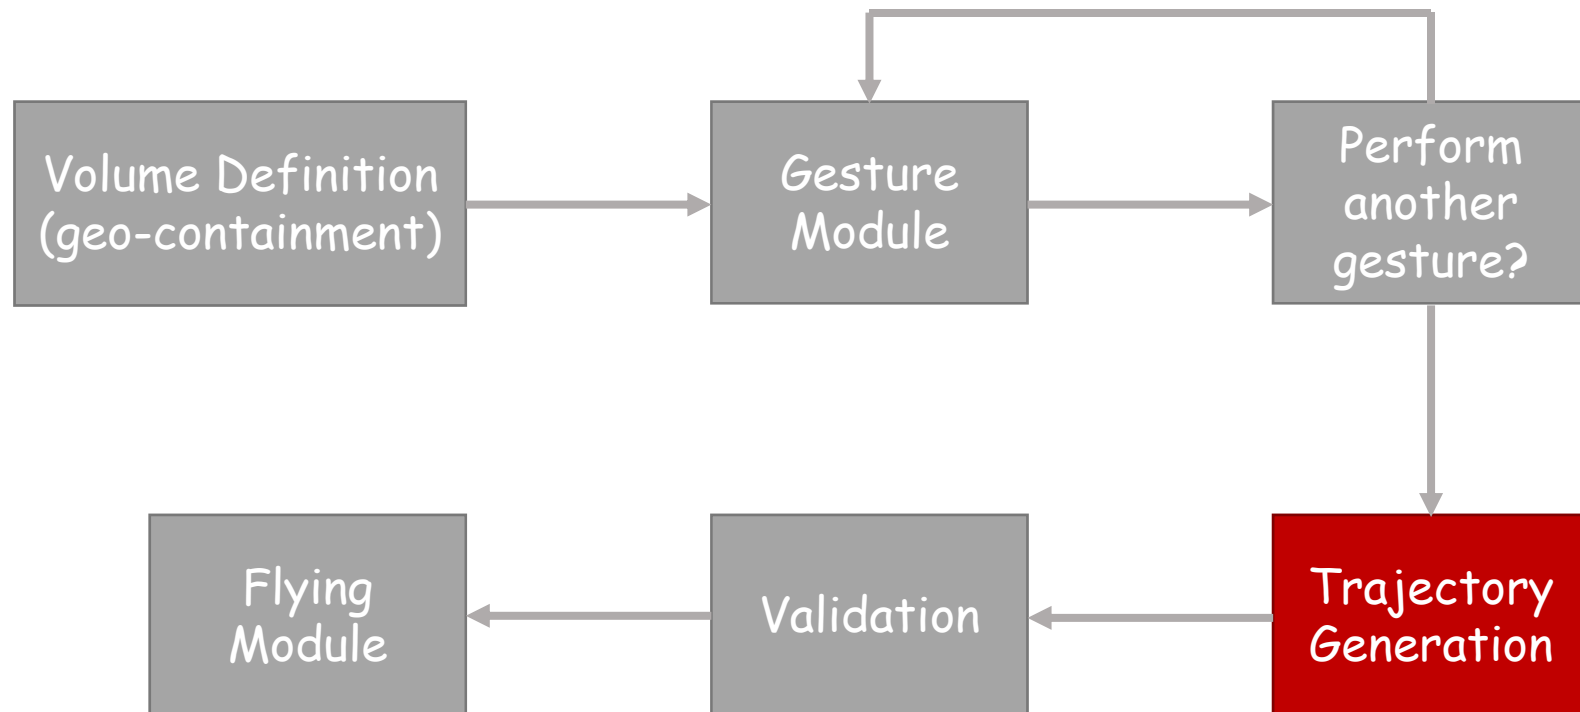 Volume Definition
(geo-containment)
Gesture
Module
Perform
another
gesture?
Flying
Module
Validation
Trajectory
Generation